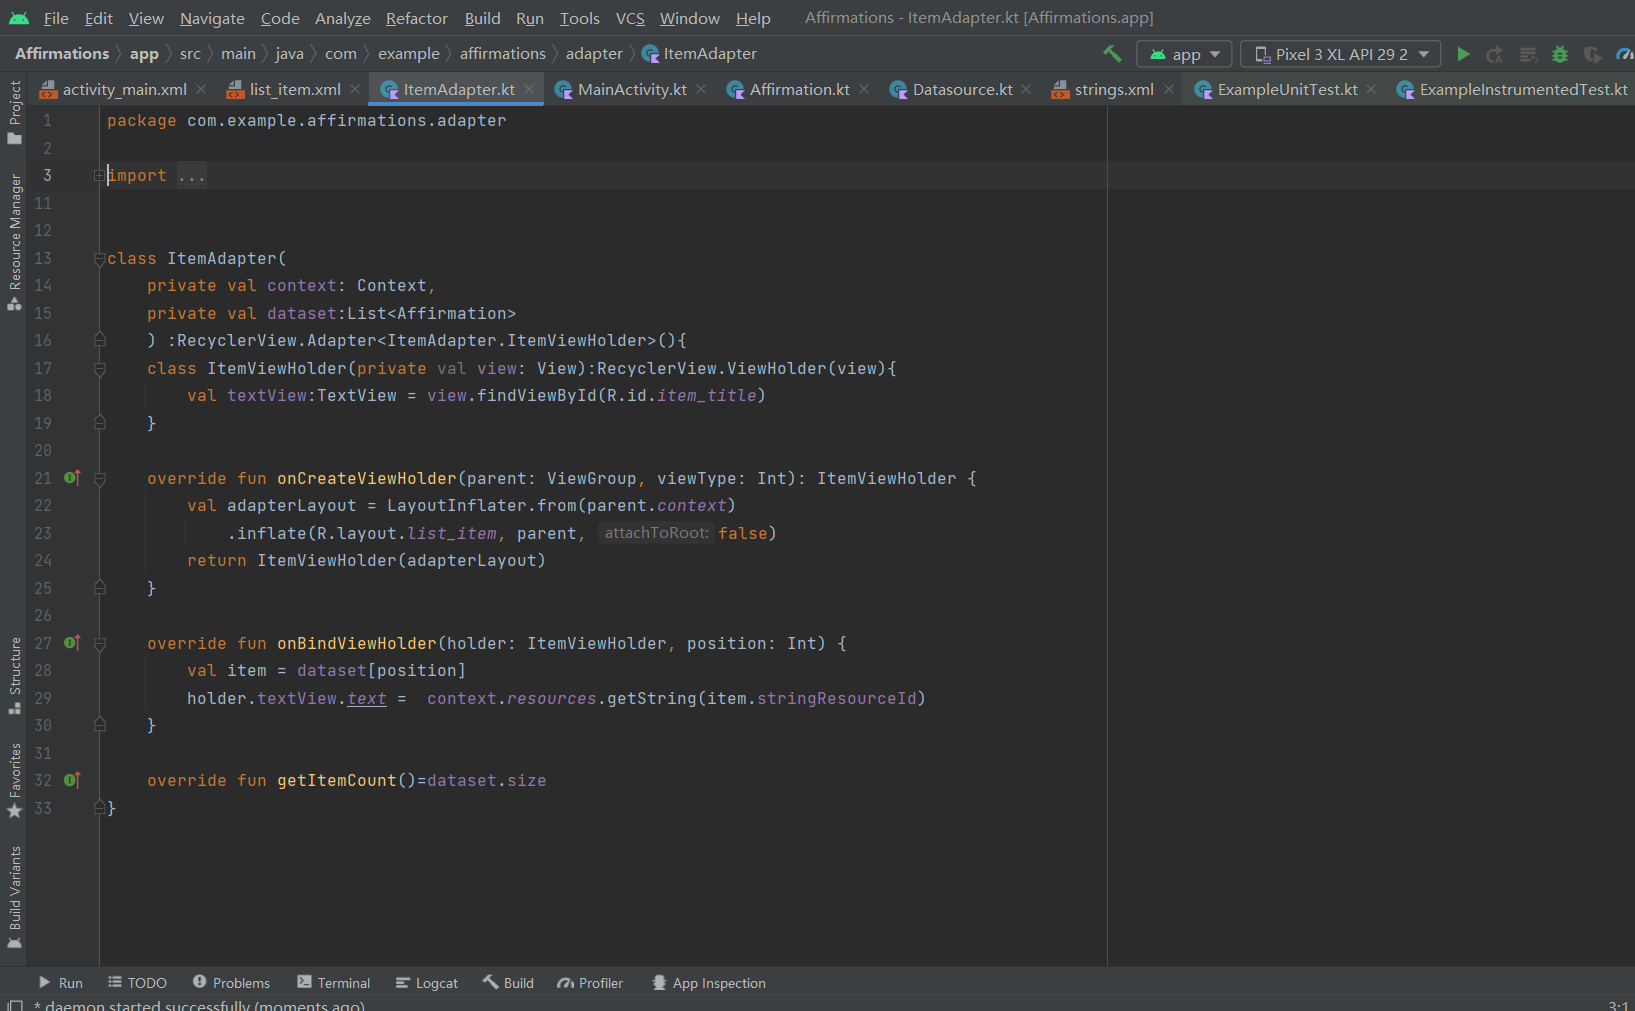 File Edit View Navigate Code Analyze Refactor Build Run Tools VCS Window Help Affirmations - ItemAdapter.kt [Affirmations.app]
Affirmations app src main java com example affirmations adapter ItemAdapter app Pixel 3 XL API 29 2
activity_main.xml list_item.xml ItemAdapter.kt MainActivity.kt Affirmation.kt Datasource.kt strings.xml ExampleUnitTest.kt ExampleInstrumentedTest.kt
Project
Resource Manager
Structure
Favorites
Build Variants
1 package com.example.affirmations.adapter
2
3 import ...
11
12
13 class ItemAdapter(
14 private val context: Context,
15 private val dataset:List<Affirmation>
16 ) :RecyclerView.Adapter<ItemAdapter.ItemViewHolder>(){
17 class ItemViewHolder(private val view: View):RecyclerView.ViewHolder(view){
18 val textView:TextView = view.findViewById(R.id.item_title)
19 }
20
21 override fun onCreateViewHolder(parent: ViewGroup, viewType: Int): ItemViewHolder {
22 val adapterLayout = LayoutInflater.from(parent.context)
23 .inflate(R.layout.list_item, parent, attachToRoot: false)
24 return ItemViewHolder(adapterLayout)
25 }
26
27 override fun onBindViewHolder(holder: ItemViewHolder, position: Int) {
28 val item = dataset[position]
29 holder.textView.text = context.resources.getString(item.stringResourceId)
30 }
31
32 override fun getItemCount()=dataset.size
33 }
Run TODO Problems Terminal Logcat Build Profiler App Inspection
* daemon started successfully (moments ago) 3:1